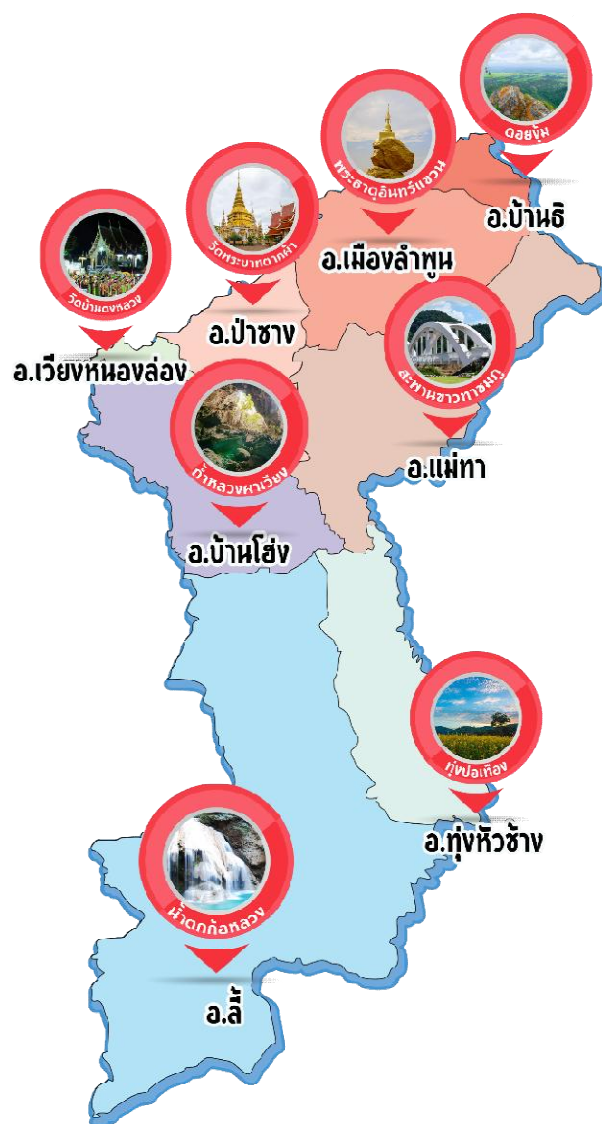 ดอยขุ้ม
อ.บ้านธิ
พระธาตุอินทร์แขวน
อ.เมืองลำพูน
วัดพระบาทตากผ้า
อ.ป่าซาง
วัดบ้านดงหลวง
อ.เวียงหนองล่อง
สะพานขาวทาชมภู
อ.แม่ทา
ถ้ำหลวงผาเวียง
อ.บ้านโฮ่ง
ทุ่งปอเทือง
อ.ทุ่งหัวช้าง
น้ำตกก้อหลวง
อ.ลี้